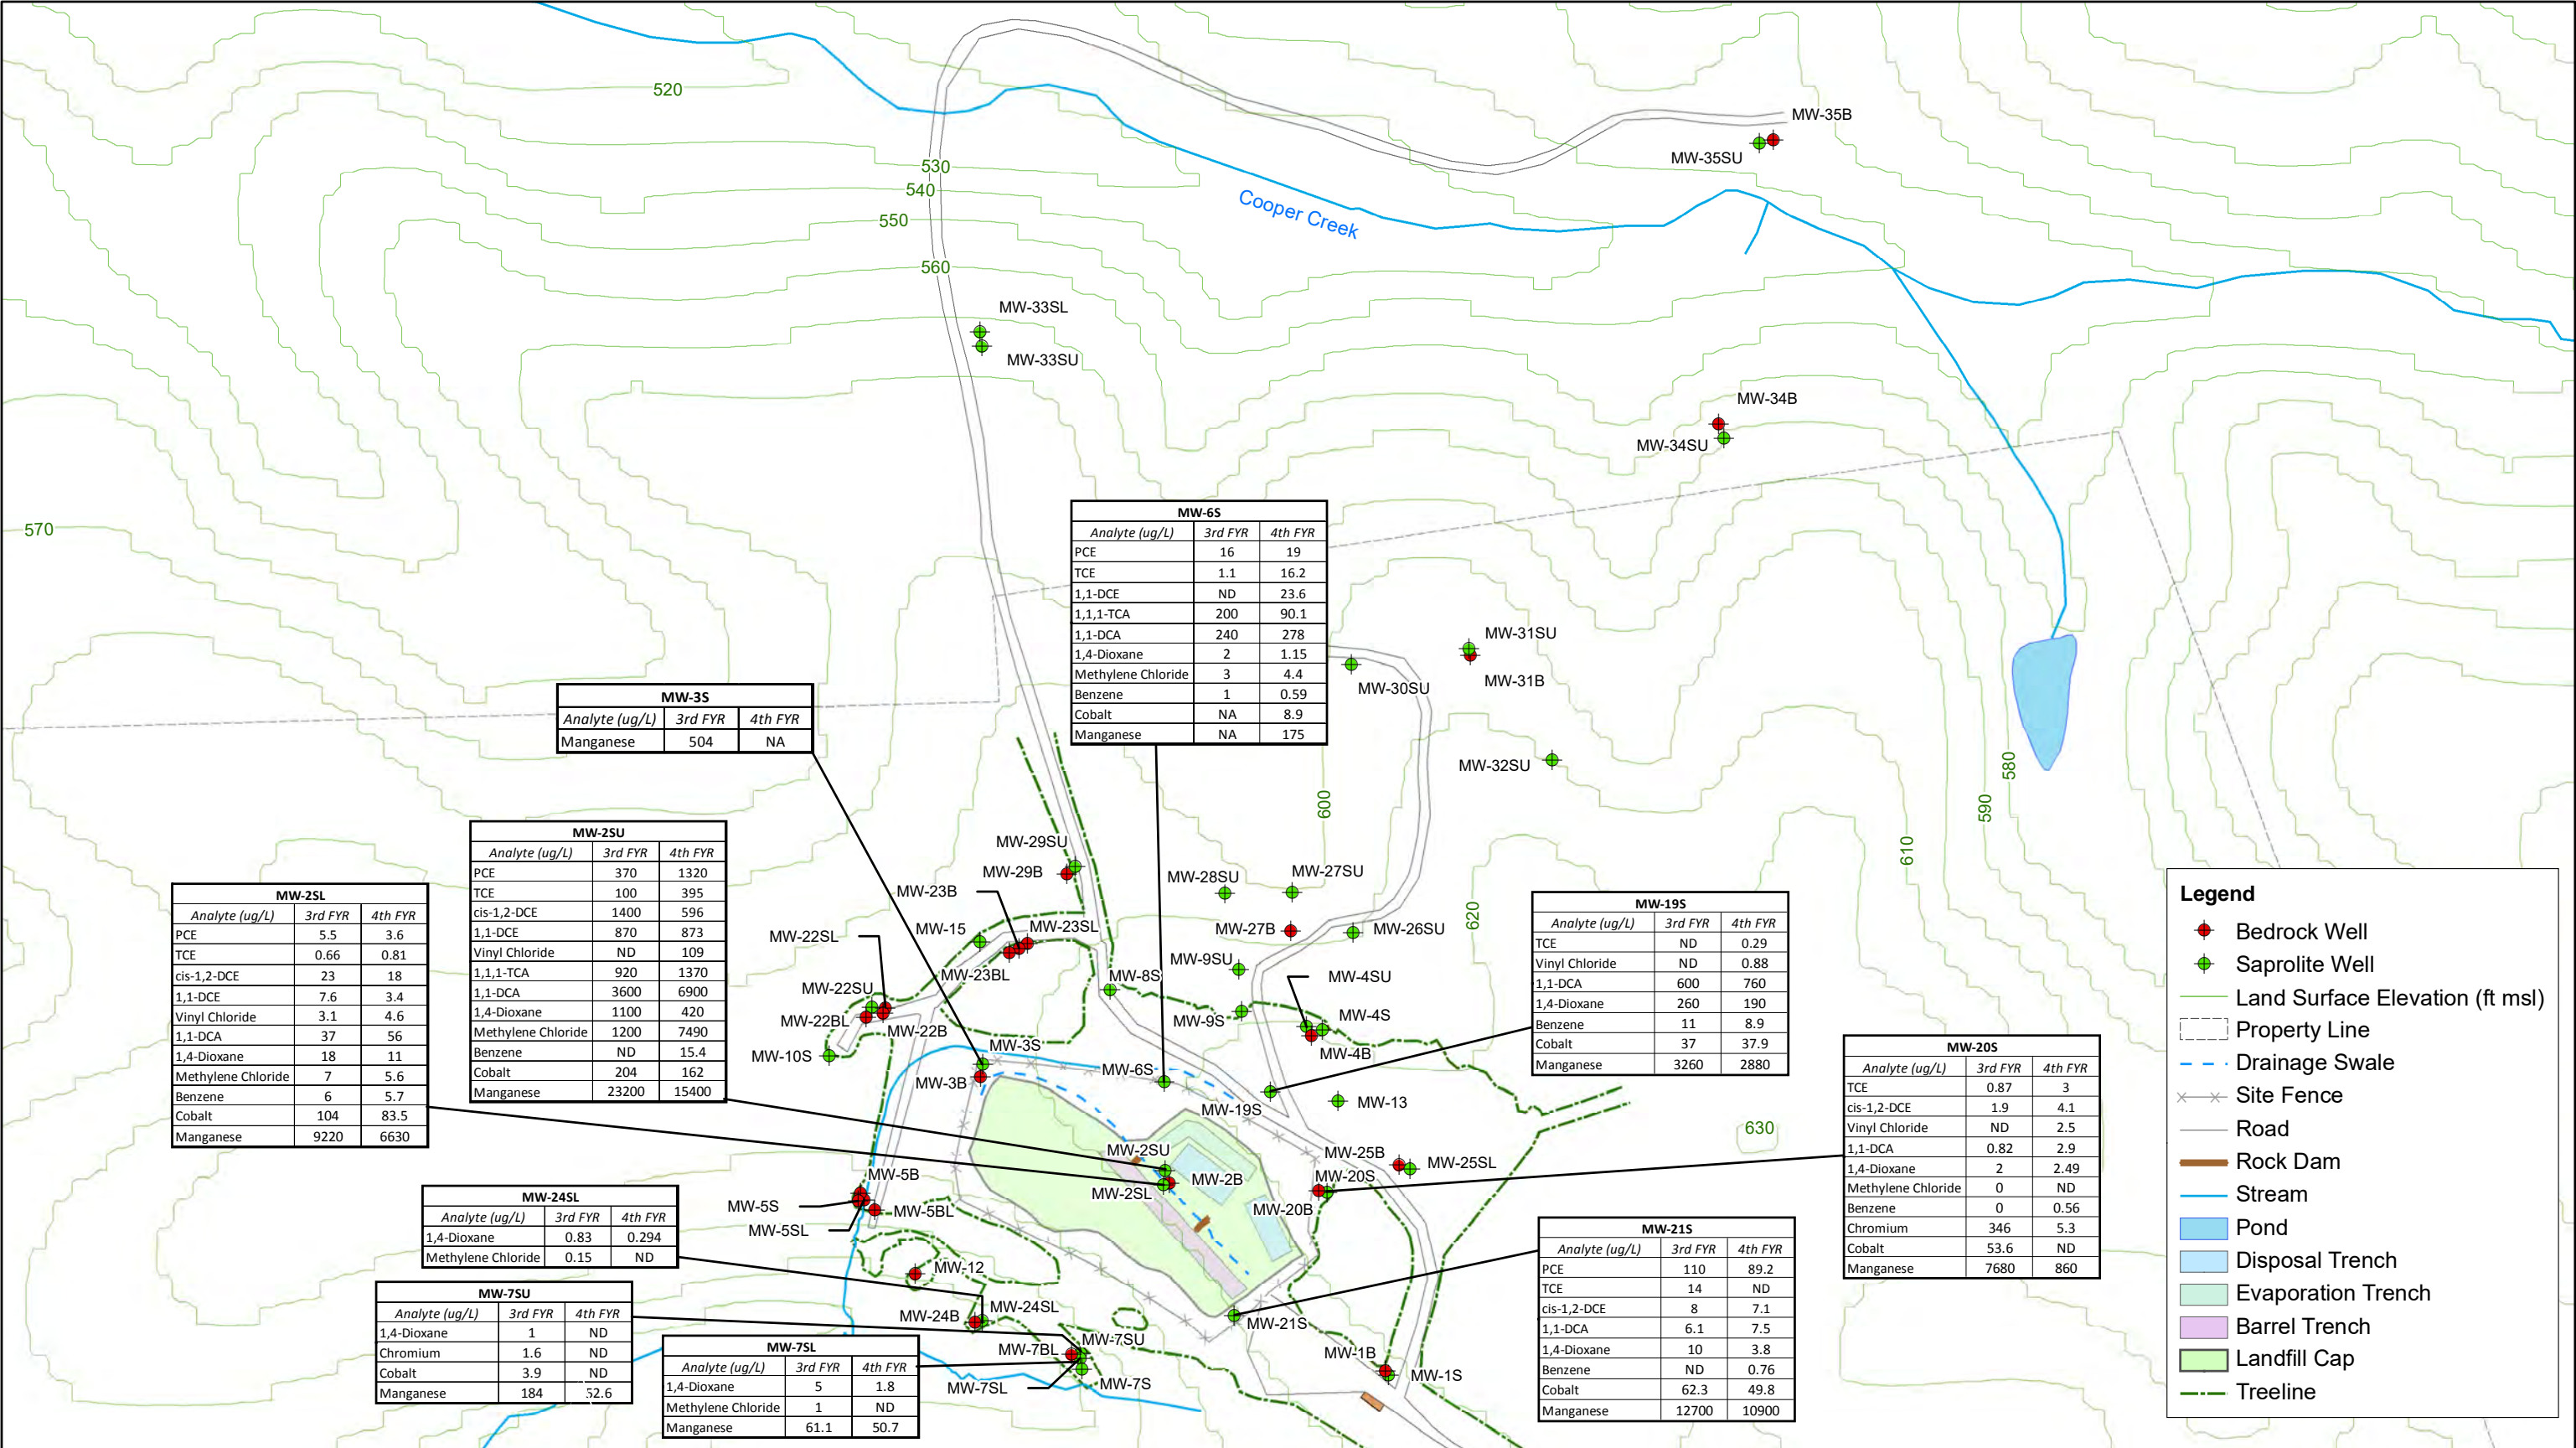 520
530
540
550
560
570
Cooper Creek
MW-35B
MW-35SU
MW-33SL
MW-33SU
MW-34B
MW-34SU
MW-6S
Analyte (ug/L) 3rd FYR 4th FYR
PCE 16 19
TCE 1.1 16.2
1,1-DCE ND 23.6
1,1,1-TCA 200 90.1
1,1-DCA 240 278
1,4-Dioxane 2 1.15
Methylene Chloride 3 4.4
Benzene 1 0.59
Cobalt NA 8.9
Manganese NA 175
MW-31SU
MW-31B
MW-30SU
MW-32SU
MW-3S
Analyte (ug/L) 3rd FYR 4th FYR
Manganese 504 NA
580
590
600
610
620
630
MW-2SU
Analyte (ug/L) 3rd FYR 4th FYR
PCE 370 1320
TCE 100 395
cis-1,2-DCE 1400 596
1,1-DCE 870 873
Vinyl Chloride ND 109
1,1,1-TCA 920 1370
1,1-DCA 3600 6900
1,4-Dioxane 1100 420
Methylene Chloride 1200 7490
Benzene ND 15.4
Cobalt 204 162
Manganese 23200 15400
MW-2SL
Analyte (ug/L) 3rd FYR 4th FYR
PCE 5.5 3.6
TCE 0.66 0.81
cis-1,2-DCE 23 18
1,1-DCE 7.6 3.4
Vinyl Chloride 3.1 4.6
1,1-DCA 37 56
1,4-Dioxane 18 11
Methylene Chloride 7 5.6
Benzene 6 5.7
Cobalt 104 83.5
Manganese 9220 6630
MW-29SU
MW-29B
MW-23B
MW-28SU
MW-27SU
MW-22SL
MW-15
MW-23SL
MW-27B
MW-26SU
MW-23BL
MW-9SU
MW-8S
MW-4SU
MW-22SU
MW-22BL
MW-22B
MW-9S
MW-4S
MW-10S
MW-3S
MW-4B
MW-3B
MW-6S
MW-19S
MW-13
MW-19S
Analyte (ug/L) 3rd FYR 4th FYR
TCE ND 0.29
Vinyl Chloride ND 0.88
1,1-DCA 600 760
1,4-Dioxane 260 190
Benzene 11 8.9
Cobalt 37 37.9
Manganese 3260 2880
MW-20S
Analyte (ug/L) 3rd FYR 4th FYR
TCE 0.87 3
cis-1,2-DCE 1.9 4.1
Vinyl Chloride ND 2.5
1,1-DCA 0.82 2.9
1,4-Dioxane 2 2.49
Methylene Chloride 0 ND
Benzene 0 0.56
Chromium 346 5.3
Cobalt 53.6 ND
Manganese 7680 860
MW-2SU
MW-2B
MW-2SL
MW-25B
MW-25SL
MW-20S
MW-20B
MW-5B
MW-5S
MW-5BL
MW-5SL
MW-24SL
Analyte (ug/L) 3rd FYR 4th FYR
1,4-Dioxane 0.83 0.294
Methylene Chloride 0.15 ND
MW-12
MW-24SL
MW-24B
MW-21S
MW-7SU
Analyte (ug/L) 3rd FYR 4th FYR
1,4-Dioxane 1 ND
Chromium 1.6 ND
Cobalt 3.9 ND
Manganese 184 52.6
MW-7SL
Analyte (ug/L) 3rd FYR 4th FYR
1,4-Dioxane 5 1.8
Methylene Chloride 1 ND
Manganese 61.1 50.7
MW-7SU
MW-7BL
MW-7SL
MW-7S
MW-1B
MW-1S
MW-21S
Analyte (ug/L) 3rd FYR 4th FYR
PCE 110 89.2
TCE 14 ND
cis-1,2-DCE 8 7.1
1,1-DCA 6.1 7.5
1,4-Dioxane 10 3.8
Benzene ND 0.76
Cobalt 62.3 49.8
Manganese 12700 10900
Legend
Bedrock Well
Saprolite Well
Land Surface Elevation (ft msl)
Property Line
Drainage Swale
Site Fence
Road
Rock Dam
Stream
Pond
Disposal Trench
Evaporation Trench
Barrel Trench
Landfill Cap
Treeline